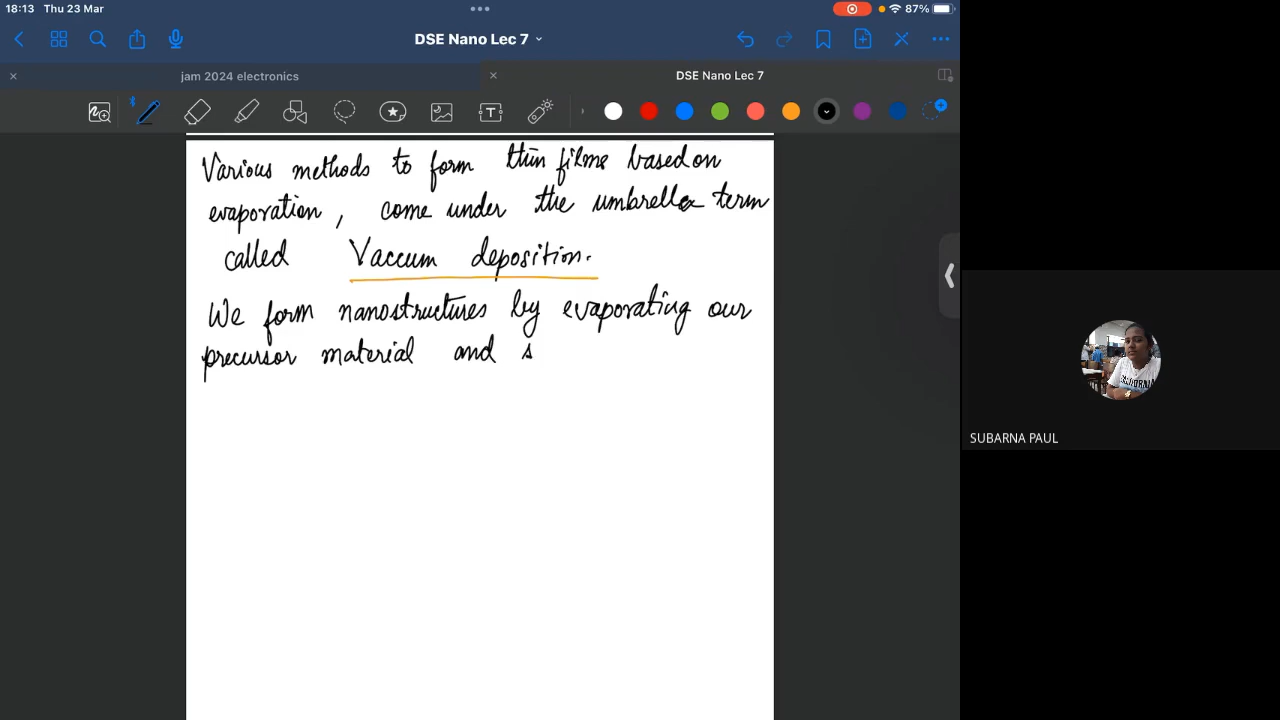 18:13 Thu 23 Mar
87%
DSE Nano Lec 7
jam 2024 electronics
DSE Nano Lec 7
Various methods to form thin films based on
evaporation, come under the umbrella term
called Vaccum deposition.
We form nanostructures by evaporating our
precursor material and s
SUBARNA PAUL